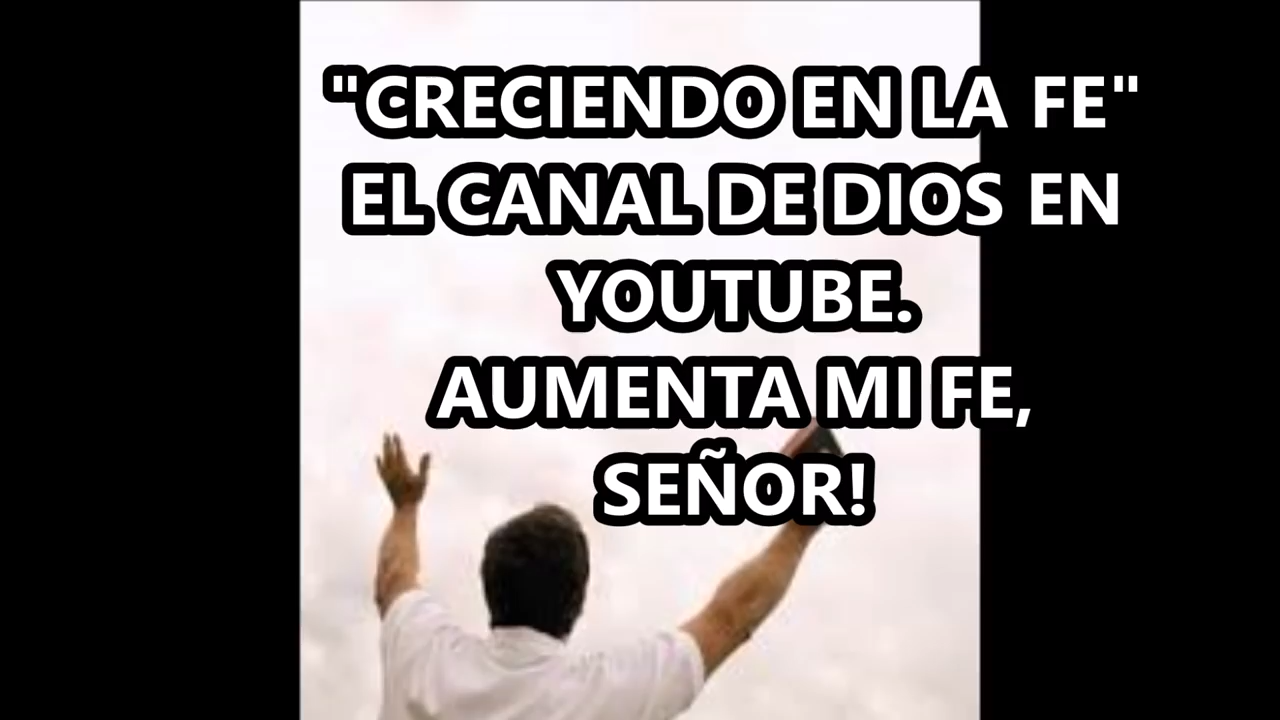 "CRECIENDO EN LA FE"
EL CANAL DE DIOS EN
YOUTUBE.
AUMENTA MI FE,
SEÑOR!